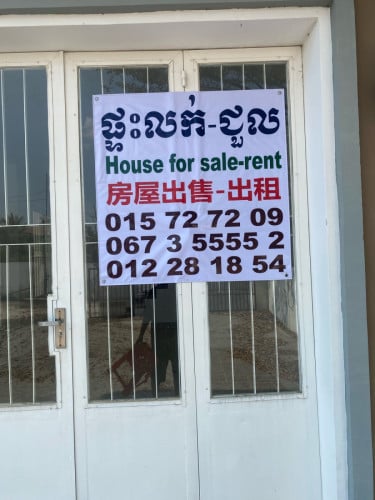 ផ្ទះលក់-ជួល
House for sale-rent
房屋出售-出租
015 72 72 09
067 3 5555 2
012 28 18 54